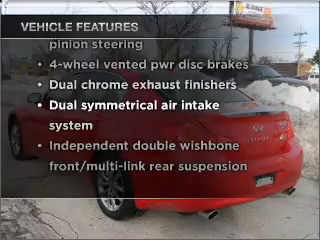 VEHICLE FEATURES
pinion steering
• 4-wheel vented pwr disc brakes
• Dual chrome exhaust finishers
• Dual symmetrical air intake
system
• Independent double wishbone
front/multi-link rear suspension